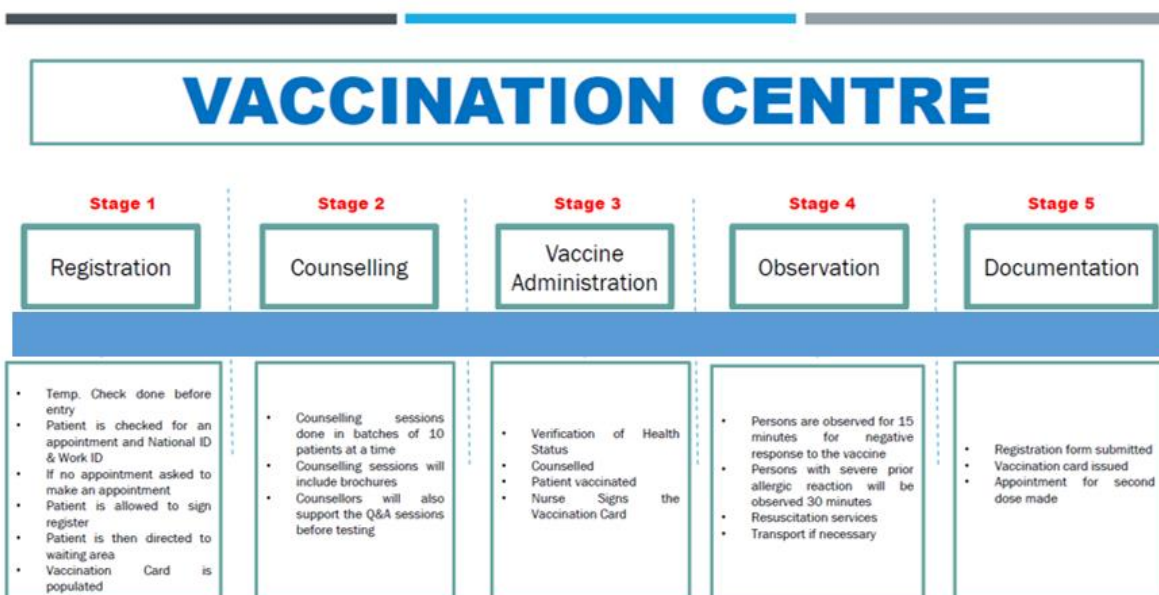 VACCINATION CENTRE
Stage 1
Registration
• Temp. Check done before
entry
• Patient is checked for an
appointment and National ID
& Work ID
• If no appointment asked to
make an appointment
• Patient is allowed to sign
register
• Patient is then directed to
waiting area
• Vaccination Card is
populated
Stage 2
Counselling
• Counselling sessions
done in batches of 10
patients at a time
• Counselling sessions will
include brochures
• Counsellors will also
support the Q&A sessions
before testing
Stage 3
Vaccine
Administration
• Verification of Health
Status
• Counselled
• Patient vaccinated
• Nurse Signs the
Vaccination Card
Stage 4
Observation
• Persons are observed for 15
minutes for negative
response to the vaccine
• Persons with severe prior
allergic reaction will be
observed 30 minutes
• Resuscitation services
• Transport if necessary
Stage 5
Documentation
• Registration form submitted
• Vaccination card issued
• Appointment for second
dose made